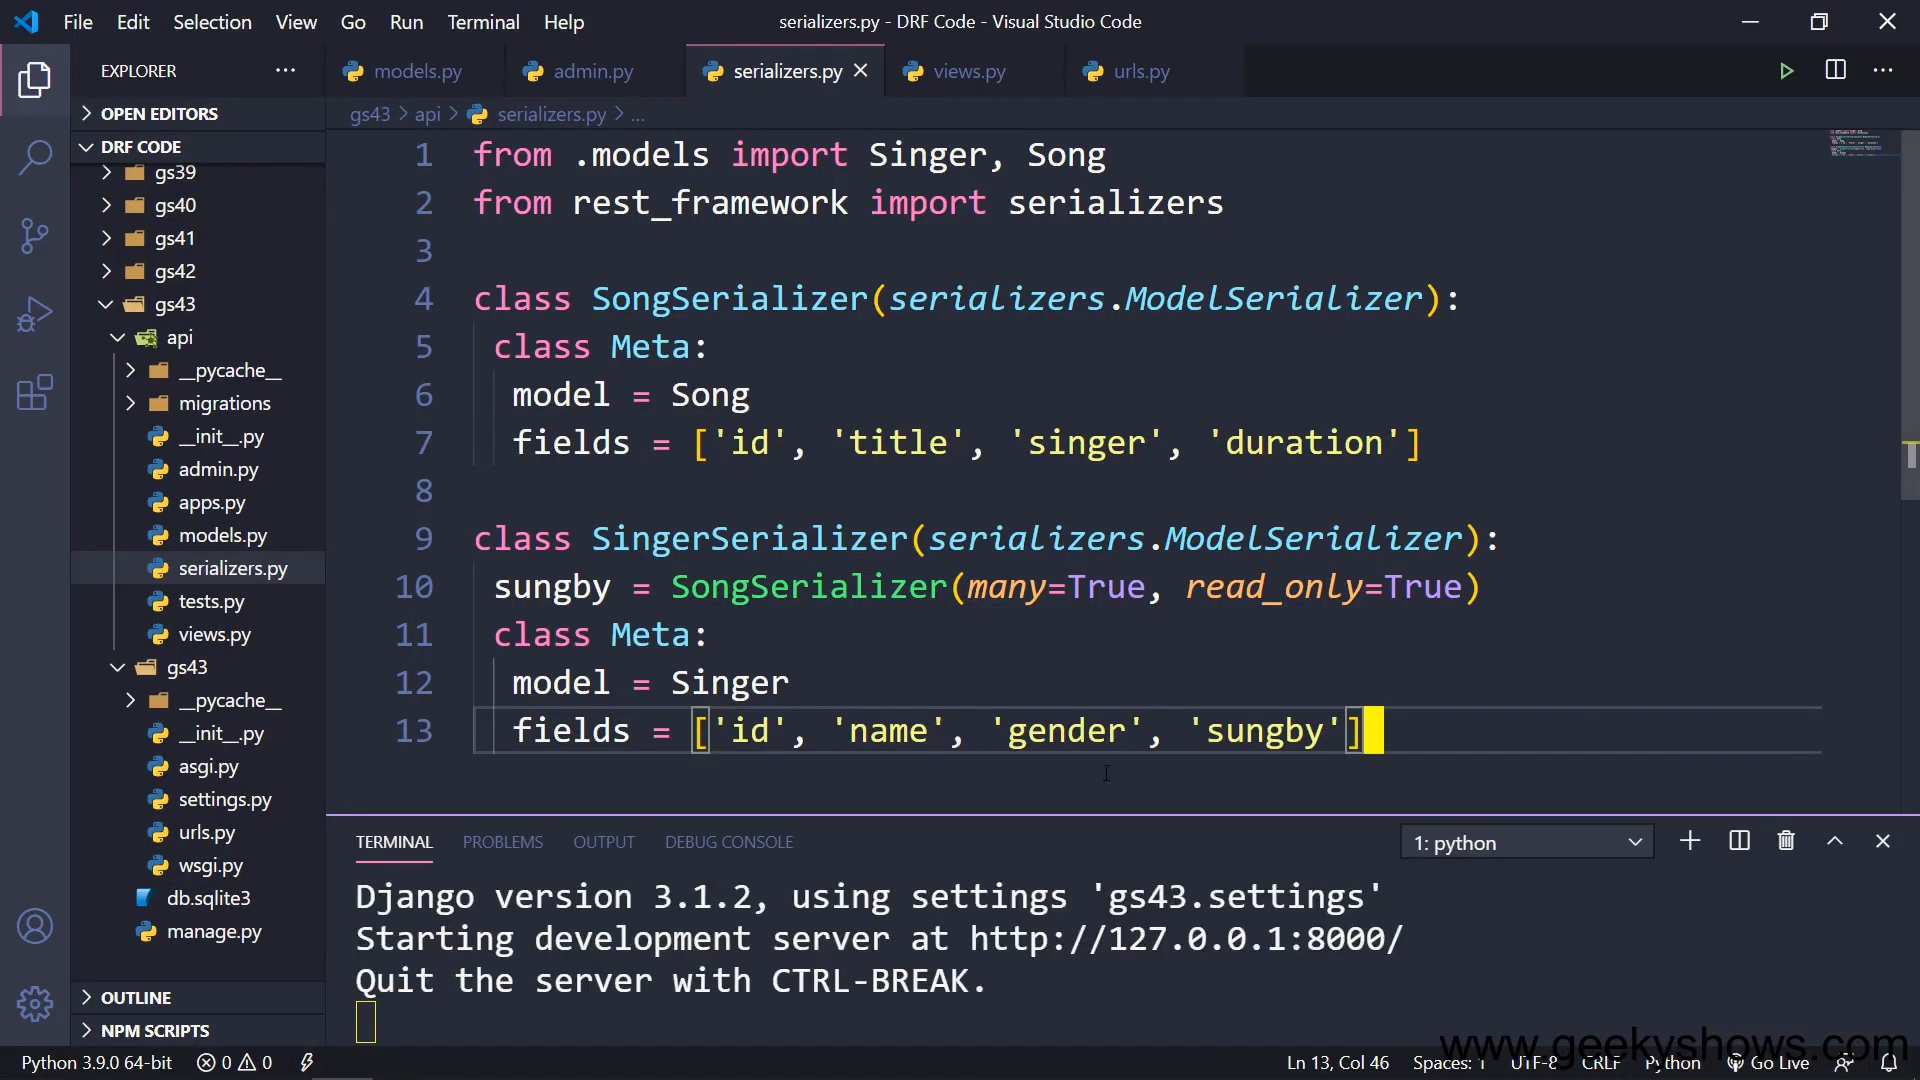 File Edit Selection View Go Run Terminal Help
serializers.py - DRF Code - Visual Studio Code
EXPLORER
OPEN EDITORS
DRF CODE
gs39
gs40
gs41
gs42
gs43
api
__pycache__
migrations
__init__.py
admin.py
apps.py
models.py
serializers.py
tests.py
views.py
gs43
__pycache__
__init__.py
asgi.py
settings.py
urls.py
wsgi.py
db.sqlite3
manage.py
OUTLINE
NPM SCRIPTS
models.py admin.py serializers.py views.py urls.py
gs43 > api > serializers.py > ...
1 from .models import Singer, Song
2 from rest_framework import serializers
3
4 class SongSerializer(serializers.ModelSerializer):
5 class Meta:
6 model = Song
7 fields = ['id', 'title', 'singer', 'duration']
8
9 class SingerSerializer(serializers.ModelSerializer):
10 sungby = SongSerializer(many=True, read_only=True)
11 class Meta:
12 model = Singer
13 fields = ['id', 'name', 'gender', 'sungby']
TERMINAL PROBLEMS OUTPUT DEBUG CONSOLE
1: python
Django version 3.1.2, using settings 'gs43.settings'
Starting development server at http://127.0.0.1:8000/
Quit the server with CTRL-BREAK.
www.geekyshows.com
Python 3.9.0 64-bit 0 0 Ln 13, Col 46 Spaces: 1 UTF-8 CRLF Python Go Live